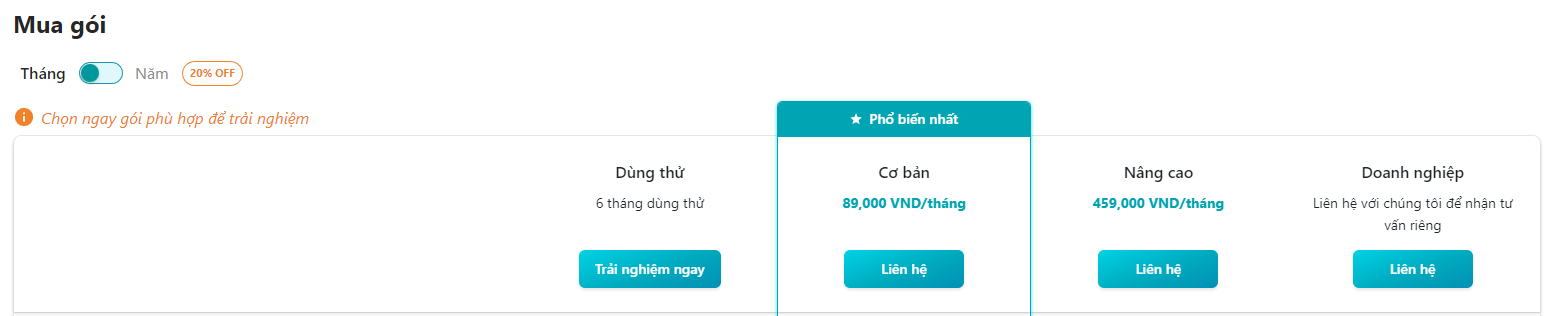 Mua gói
Tháng Năm 20% OFF
Chọn ngay gói phù hợp để trải nghiệm
Phổ biến nhất
Dùng thử
6 tháng dùng thử
Trải nghiệm ngay
Cơ bản
89,000 VND/tháng
Liên hệ
Nâng cao
459,000 VND/tháng
Liên hệ
Doanh nghiệp
Liên hệ với chúng tôi để nhận tư
vấn riêng
Liên hệ